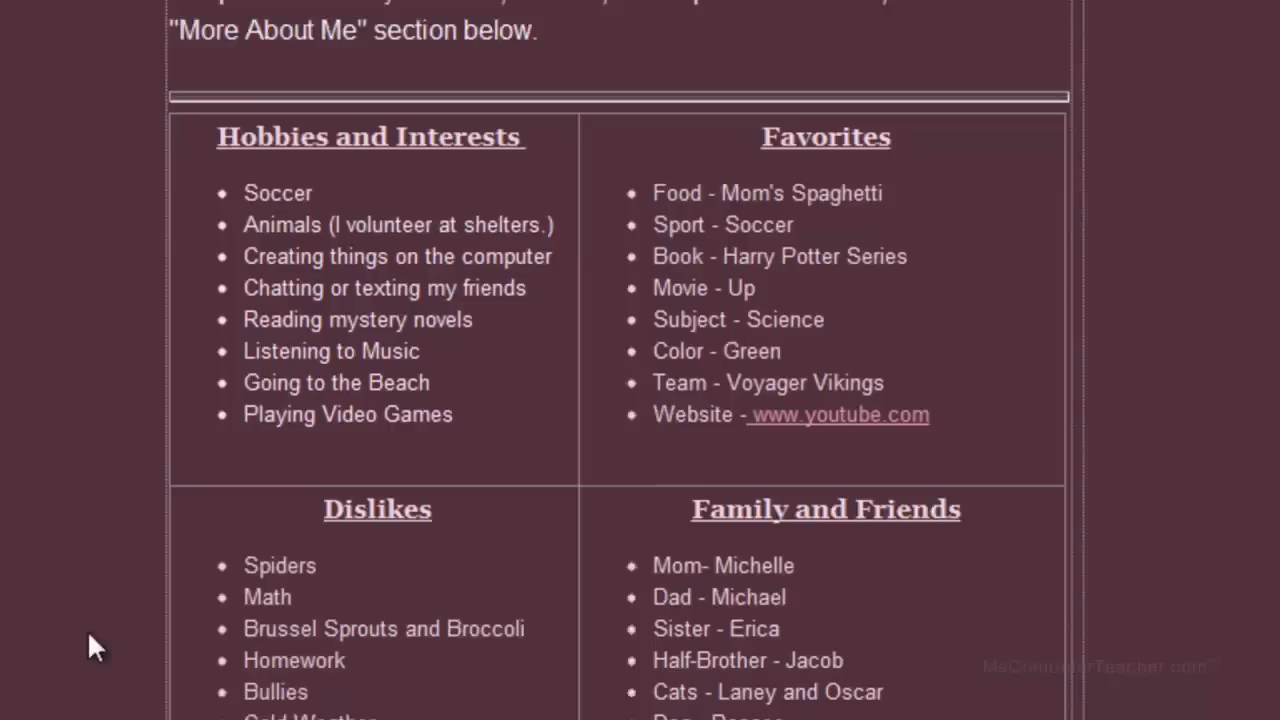 "More About Me" section below.
Hobbies and Interests
Soccer
Animals (I volunteer at shelters.)
Creating things on the computer
Chatting or texting my friends
Reading mystery novels
Listening to Music
Going to the Beach
Playing Video Games
Favorites
Food - Mom's Spaghetti
Sport - Soccer
Book - Harry Potter Series
Movie - Up
Subject - Science
Color - Green
Team - Voyager Vikings
Website - www.youtube.com
Dislikes
Spiders
Math
Brussel Sprouts and Broccoli
Homework
Bullies
Cold Weather
Family and Friends
Mom- Michelle
Dad - Michael
Sister - Erica
Half-Brother - Jacob
Cats - Laney and Oscar